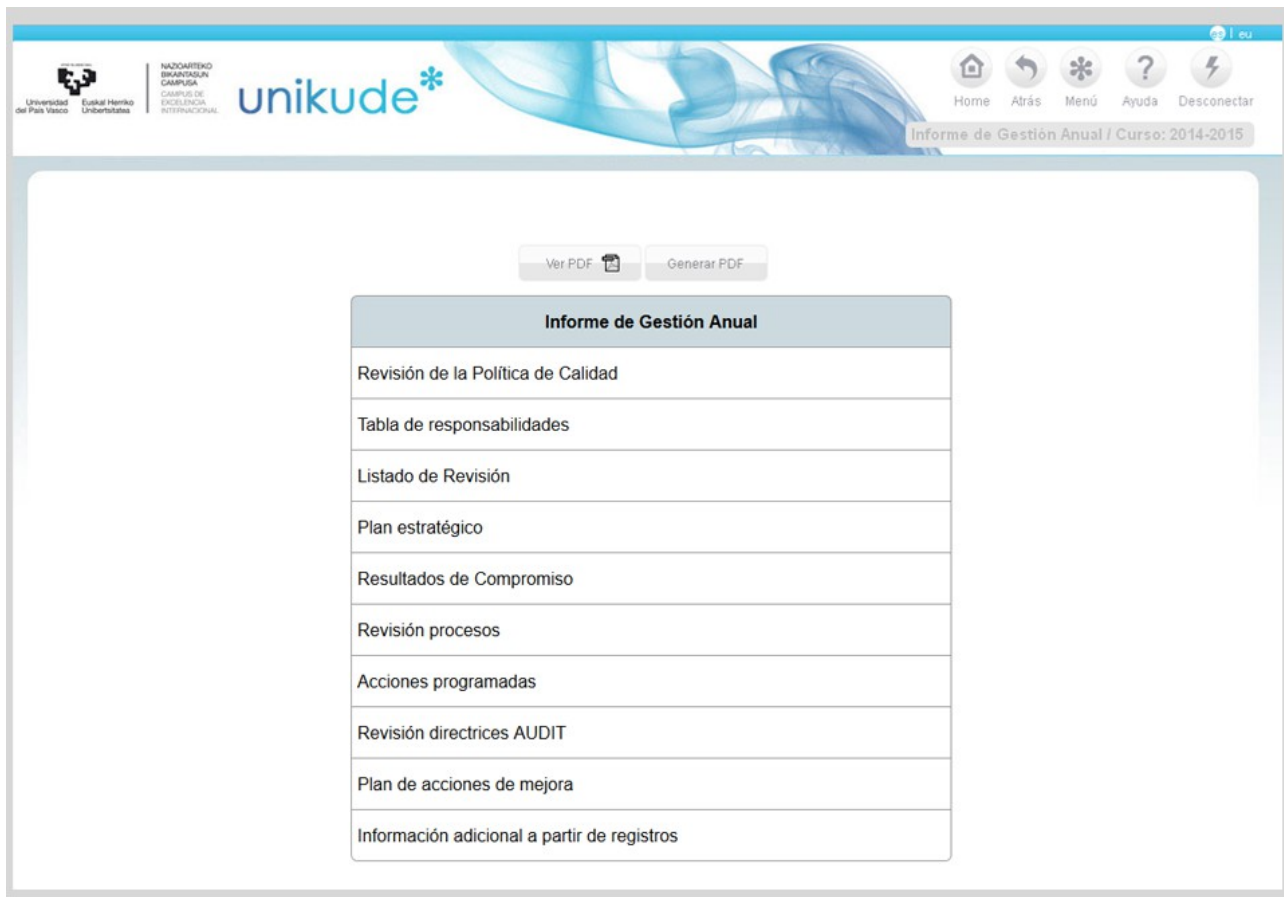 es | eu
Universidad del País Vasco
Euskal Herriko Unibertsitatea
NAZIOARTEKO
BIKAINTASUN
CAMPUSA
CAMPUS DE
EXCELENCIA
INTERNACIONAL
unikude*
Home Atrás Menú Ayuda Desconectar
Informe de Gestión Anual / Curso: 2014-2015
Ver PDF Generar PDF
Informe de Gestión Anual
Revisión de la Política de Calidad
Tabla de responsabilidades
Listado de Revisión
Plan estratégico
Resultados de Compromiso
Revisión procesos
Acciones programadas
Revisión directrices AUDIT
Plan de acciones de mejora
Información adicional a partir de registros